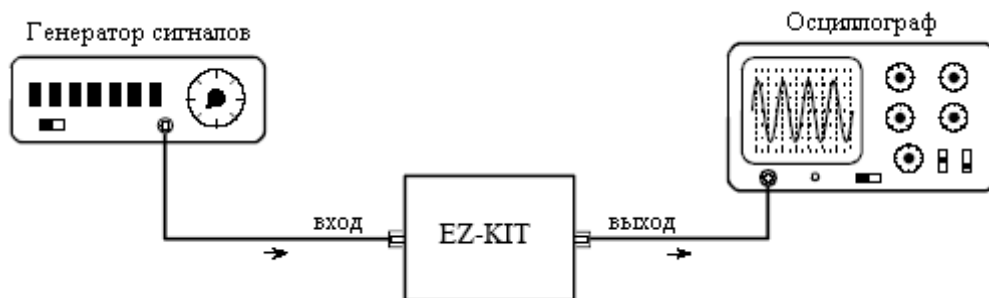 Генератор сигналов
Осциллограф
вход
EZ-KIT
выход